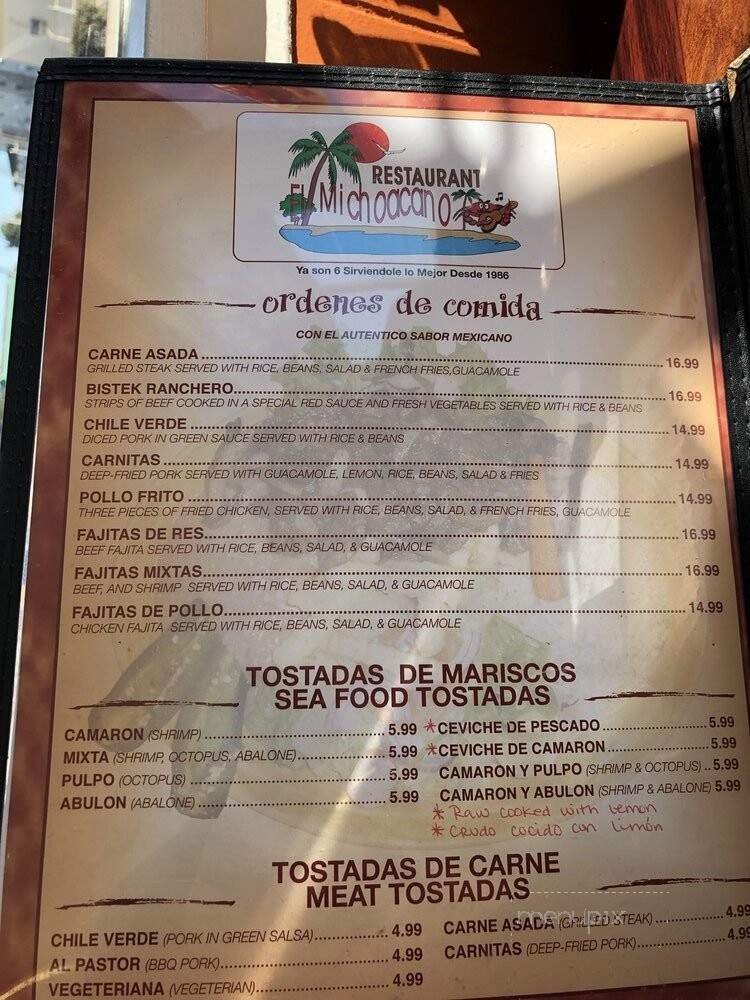 RESTAURANT
El Michoacano
Ya son 6 Sirviendole lo Mejor Desde 1986
ordenes de comida
CON EL AUTENTICO SABOR MEXICANO
CARNE ASADA 16.99
GRILLED STEAK SERVED WITH RICE, BEANS, SALAD & FRENCH FRIES,GUACAMOLE
BISTEK RANCHERO 16.99
STRIPS OF BEEF COOKED IN A SPECIAL RED SAUCE AND FRESH VEGETABLES SERVED WITH RICE & BEANS
CHILE VERDE 14.99
DICED PORK IN GREEN SAUCE SERVED WITH RICE & BEANS
CARNITAS 14.99
DEEP-FRIED PORK SERVED WITH GUACAMOLE, LEMON, RICE, BEANS, SALAD & FRIES
POLLO FRITO 14.99
THREE PIECES OF FRIED CHICKEN, SERVED WITH RICE, BEANS, SALAD, & FRENCH FRIES, GUACAMOLE
FAJITAS DE RES 16.99
BEEF FAJITA SERVED WITH RICE, BEANS, SALAD, & GUACAMOLE
FAJITAS MIXTAS 16.99
BEEF, AND SHRIMP SERVED WITH RICE, BEANS, SALAD, & GUACAMOLE
FAJITAS DE POLLO 14.99
CHICKEN FAJITA SERVED WITH RICE, BEANS, SALAD, & GUACAMOLE
TOSTADAS DE MARISCOS
SEA FOOD TOSTADAS
CAMARON (SHRIMP) 5.99
MIXTA (SHRIMP, OCTOPUS, ABALONE) 5.99
PULPO (OCTOPUS) 5.99
ABULON (ABALONE) 5.99
* CEVICHE DE PESCADO 5.99
* CEVICHE DE CAMARON 5.99
CAMARON Y PULPO (SHRIMP & OCTOPUS) 5.99
CAMARON Y ABULON (SHRIMP & ABALONE) 5.99
* Raw cooked with lemon
* Crudo cocido con limón
TOSTADAS DE CARNE
MEAT TOSTADAS
CHILE VERDE (PORK IN GREEN SALSA) 4.99
AL PASTOR (BBQ PORK) 4.99
VEGETERIANA (VEGETERIAN) 4.99
CARNE ASADA (GRILLED STEAK) 4.99
CARNITAS (DEEP-FRIED PORK) 4.99
menupix